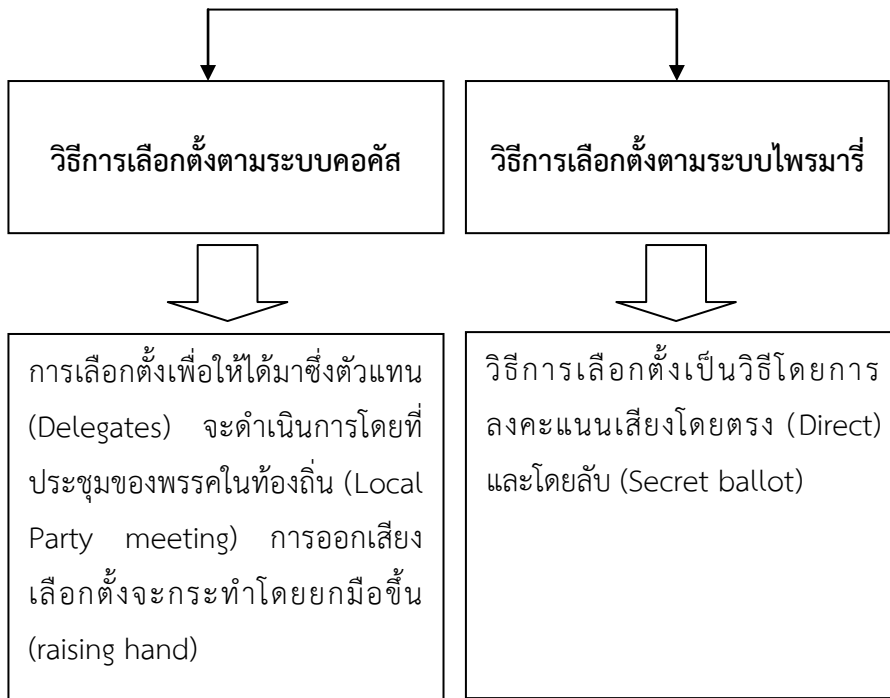 วิธีการเลือกตั้งตามระบบคอคัส
วิธีการเลือกตั้งตามระบบไพรมารี่
การเลือกตั้งเพื่อให้ได้มาซึ่งตัวแทน
(Delegates) จะดำเนินการโดยที่
ประชุมของพรรคในท้องถิ่น (Local
Party meeting) การออกเสียง
เลือกตั้งจะกระทำโดยยกมือขึ้น
(raising hand)
วิธีการเลือกตั้งเป็นวิธีโดยการ
ลงคะแนนเสียงโดยตรง (Direct)
และโดยลับ (Secret ballot)